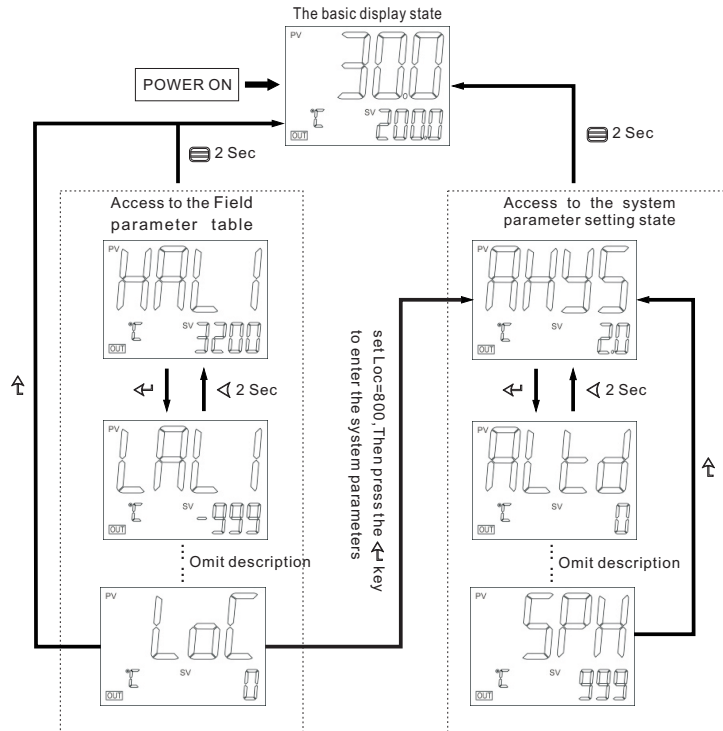 The basic display state
PV
30.0
POWER ON
℃
SV
200.0
OUT
2 Sec
2 Sec
Access to the Field
parameter table
PV
HAL1
℃
SV
3200
OUT
2 Sec
PV
LAL1
℃
SV
-999
OUT
Omit description
PV
LoC
℃
SV
0
OUT
set Loc=800,Then press the key
to enter the system parameters
Access to the system
parameter setting state
PV
AHYS
℃
SV
2.0
OUT
2 Sec
PV
ALtd
℃
SV
0
OUT
Omit description
PV
SPH
℃
SV
999
OUT